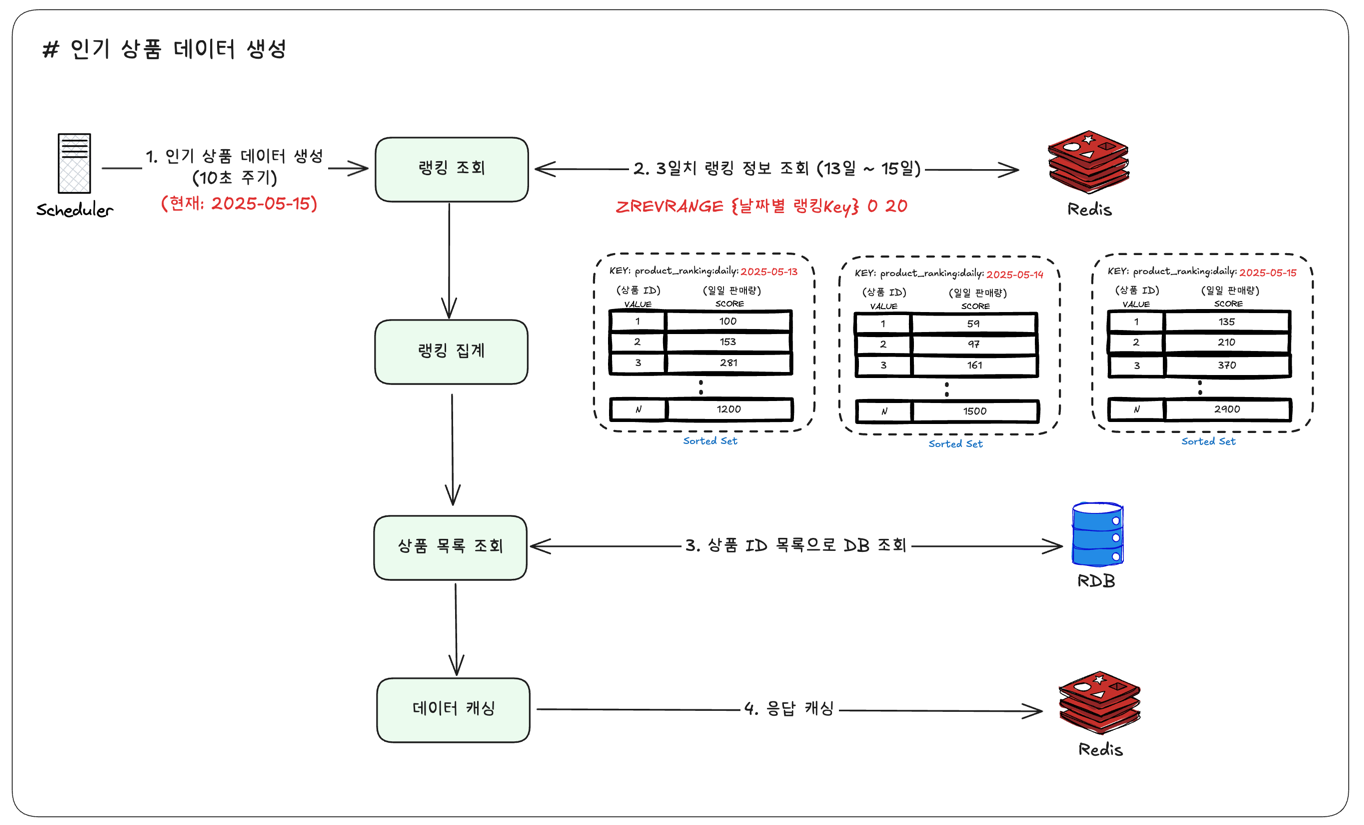 # 인기 상품 데이터 생성
1. 인기 상품 데이터 생성
(10초 주기)
(현재: 2025-05-15)
Scheduler
랭킹 조회
2. 3일치 랭킹 정보 조회 (13일 ~ 15일)
ZREVRANGE {날짜별 랭킹Key} 0 20
Redis
KEY: product_ranking:daily: 2025-05-13
(상품 ID) (일일 판매량)
VALUE SCORE
1 100
2 153
3 281
N 1200
Sorted Set
KEY: product_ranking:daily: 2025-05-14
(상품 ID) (일일 판매량)
VALUE SCORE
1 59
2 97
3 161
N 1500
Sorted Set
KEY: product_ranking:daily: 2025-05-15
(상품 ID) (일일 판매량)
VALUE SCORE
1 135
2 210
3 370
N 2900
Sorted Set
랭킹 집계
상품 목록 조회
3. 상품 ID 목록으로 DB 조회
RDB
데이터 캐싱
4. 응답 캐싱
Redis